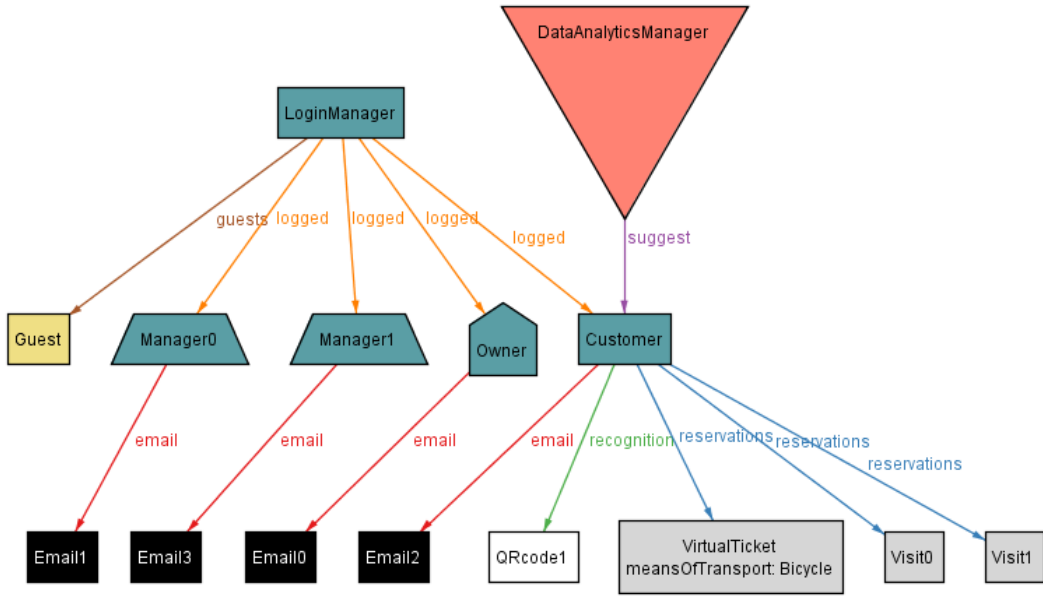 DataAnalyticsManager
LoginManager
guests
logged
logged
logged
logged
suggest
Guest
Manager0
Manager1
Owner
Customer
email
email
email
email
recognition
reservations
reservations
reservations
Email1
Email3
Email0
Email2
QRcode1
VirtualTicket
meansOfTransport: Bicycle
Visit0
Visit1